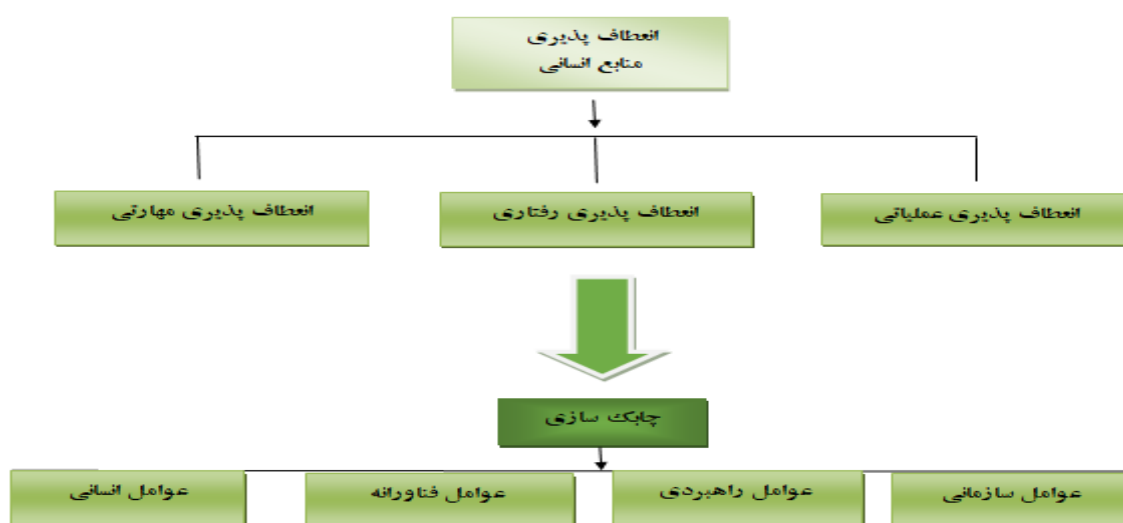 انعطاف پذیری
منابع انسانی
انعطاف پذیری عملیاتی
انعطاف پذیری رفتاری
انعطاف پذیری مهارتی
چابک سازی
عوامل سازمانی
عوامل راهبردی
عوامل فناورانه
عوامل انسانی